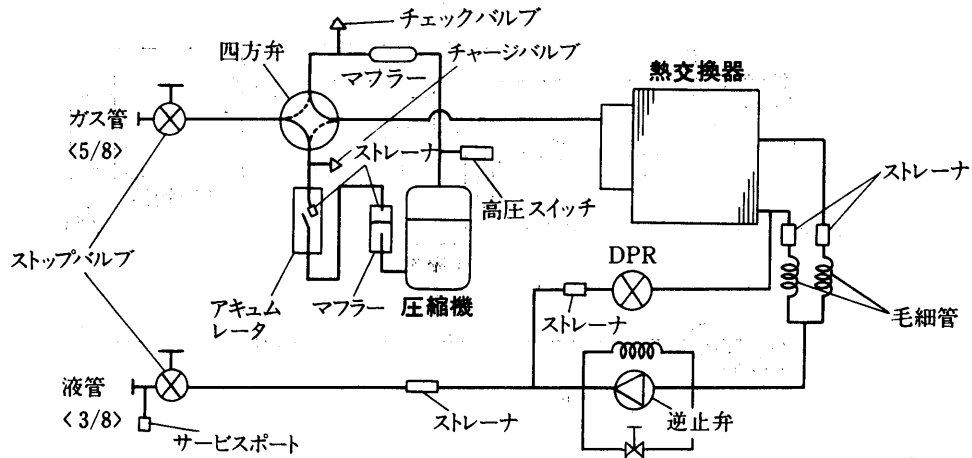 チェックバルブ
四方弁
チャージバルブ
マフラー
熱交換器
ガス管
<5/8>
ストレーナ
高圧スイッチ
ストレーナ
ストップバルブ
DPR
アキュム
レータ
マフラー
圧縮機
ストレーナ
毛細管
液管
<3/8>
ストレーナ
逆止弁
サービスポート